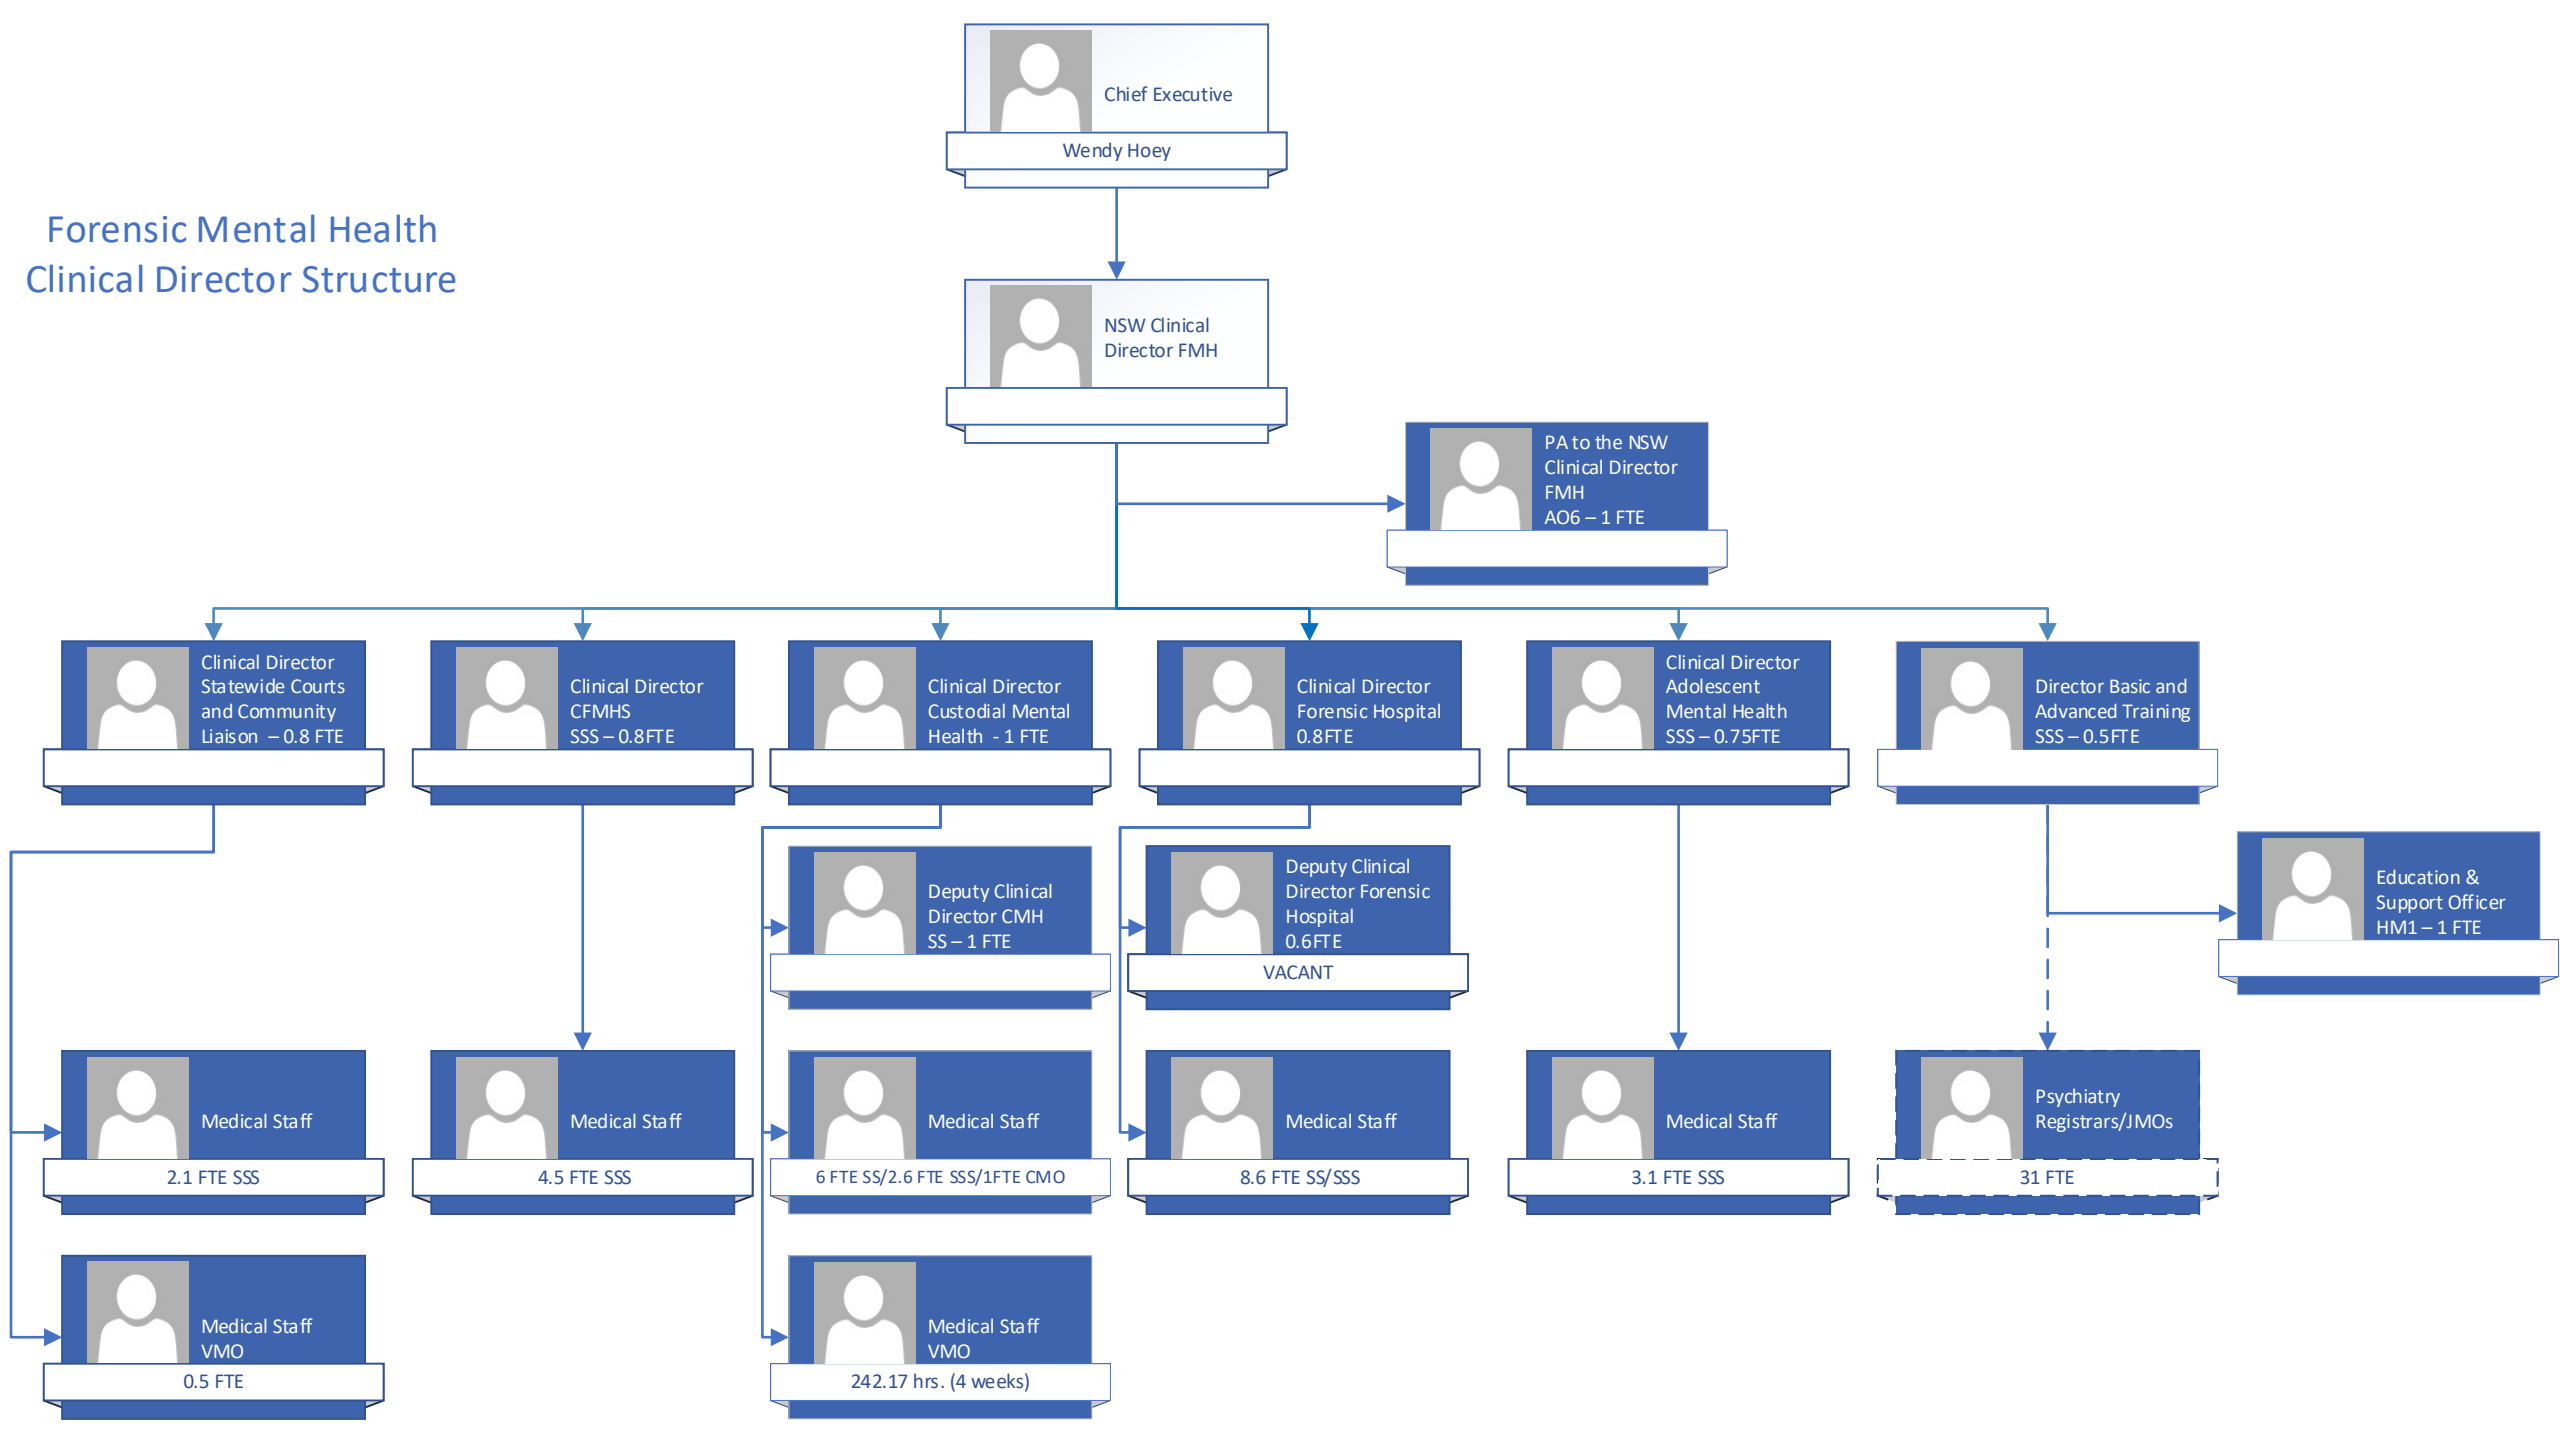 Chief Executive
Wendy Hoey
Forensic Mental Health
Clinical Director Structure
NSW Clinical
Director FMH
PA to the NSW
Clinical Director
FMH
AO6 – 1 FTE
Clinical Director
Statewide Courts
and Community
Liaison – 0.8 FTE
Clinical Director
CFMHS
SSS – 0.8FTE
Clinical Director
Custodial Mental
Health - 1 FTE
Clinical Director
Forensic Hospital
0.8FTE
Clinical Director
Adolescent
Mental Health
SSS – 0.75FTE
Director Basic and
Advanced Training
SSS – 0.5FTE
Deputy Clinical
Director CMH
SS – 1 FTE
Deputy Clinical
Director Forensic
Hospital
0.6FTE
VACANT
Education &
Support Officer
HM1 – 1 FTE
Medical Staff
2.1 FTE SSS
Medical Staff
4.5 FTE SSS
Medical Staff
6 FTE SS/2.6 FTE SSS/1FTE CMO
Medical Staff
8.6 FTE SS/SSS
Medical Staff
3.1 FTE SSS
Psychiatry
Registrars/JMOs
31 FTE
Medical Staff
VMO
0.5 FTE
Medical Staff
VMO
242.17 hrs. (4 weeks)